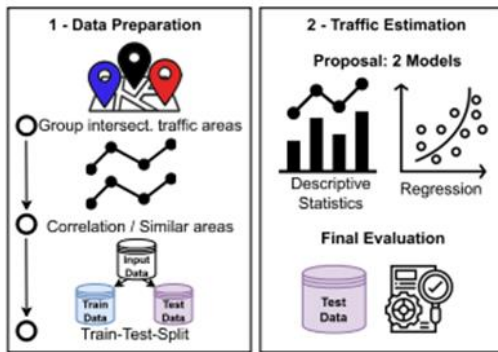 1 - Data Preparation
Group intersect. traffic areas
Correlation / Similar areas
Input
Data
Train
Data
Test
Data
Train-Test-Split
2 - Traffic Estimation
Proposal: 2 Models
Descriptive
Statistics
Regression
Final Evaluation
Test
Data